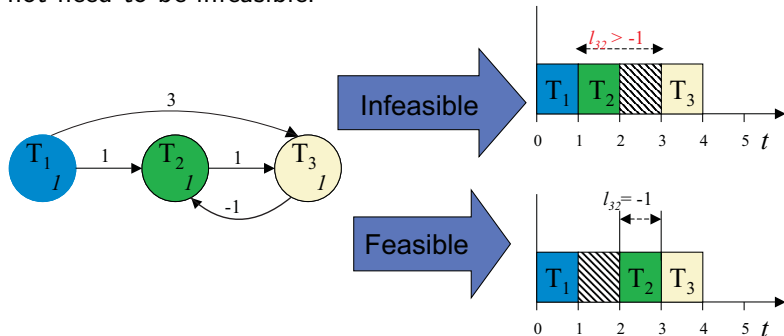 not need to be infeasible.
l32 > -1
Infeasible
T1 T2 T3
0 1 2 3 4 5 t
3
T1 1 T2 1 T3
1 1 1
-1
Feasible
l32= -1
T1 T2 T3
0 1 2 3 4 5 t